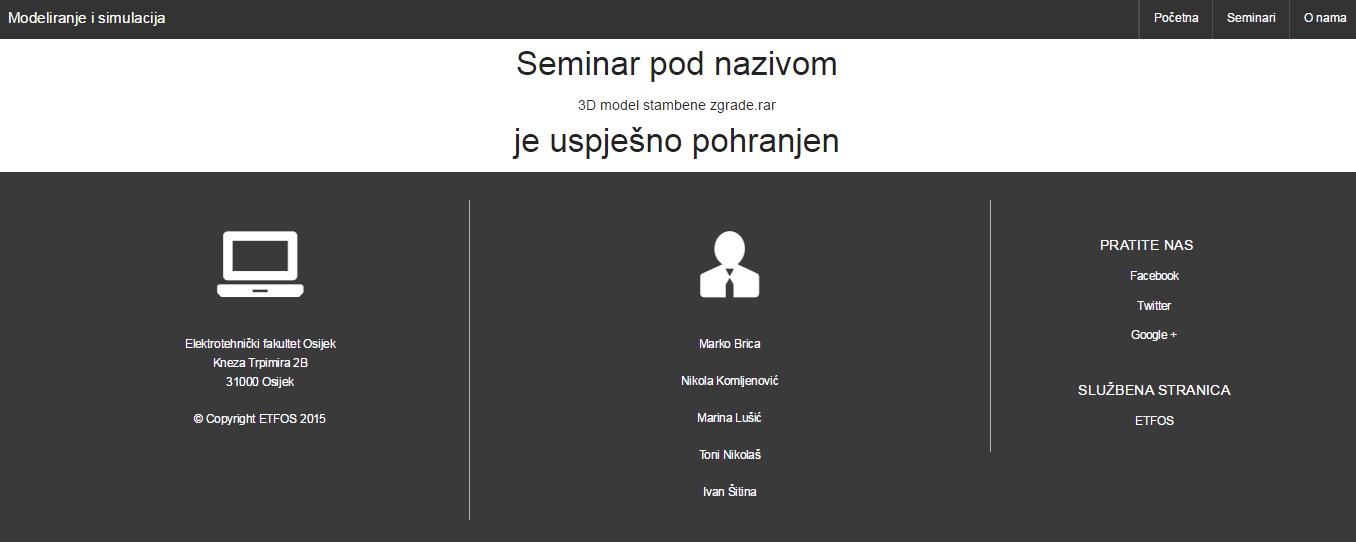 Modeliranje i simulacija
Početna
Seminari
O nama
Seminar pod nazivom
3D model stambene zgrade.rar
je uspješno pohranjen
Elektrotehnički fakultet Osijek
Kneza Trpimira 2B
31000 Osijek
© Copyright ETFOS 2015
Marko Brica
Nikola Komljenović
Marina Lušić
Toni Nikolaš
Ivan Šitina
PRATITE NAS
Facebook
Twitter
Google +
SLUŽBENA STRANICA
ETFOS